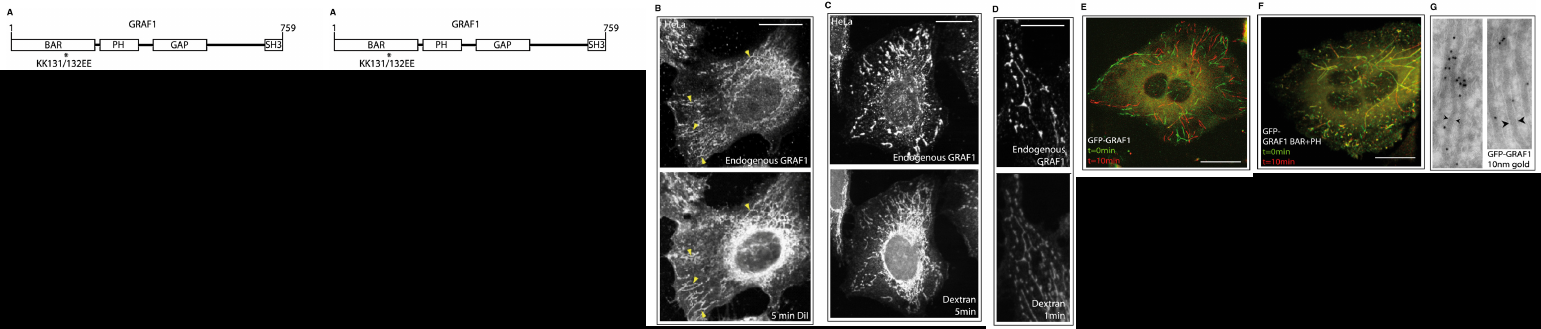 A
GRAF1
1
759
BAR
PH
GAP
SH3
*
KK131/132EE
A
GRAF1
1
759
BAR
PH
GAP
SH3
*
KK131/132EE
B
HeLa
Endogenous GRAF1
5 min DiI
C
HeLa
Endogenous GRAF1
Dextran
5min
D
Endogenous
GRAF1
Dextran
1min
E
GFP-GRAF1
t=0min
t=10min
F
GFP-
GRAF1 BAR+PH
t=0min
t=10min
G
GFP-GRAF1
10nm gold